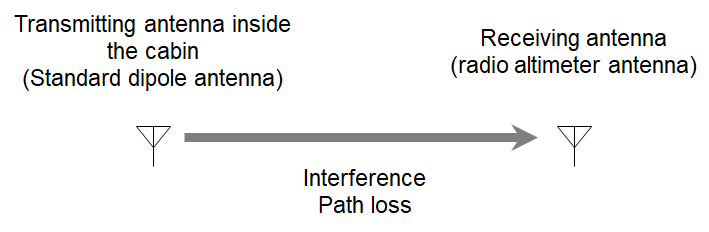 Transmitting antenna inside
the cabin
(Standard dipole antenna)
Receiving antenna
(radio altimeter antenna)
Interference
Path loss